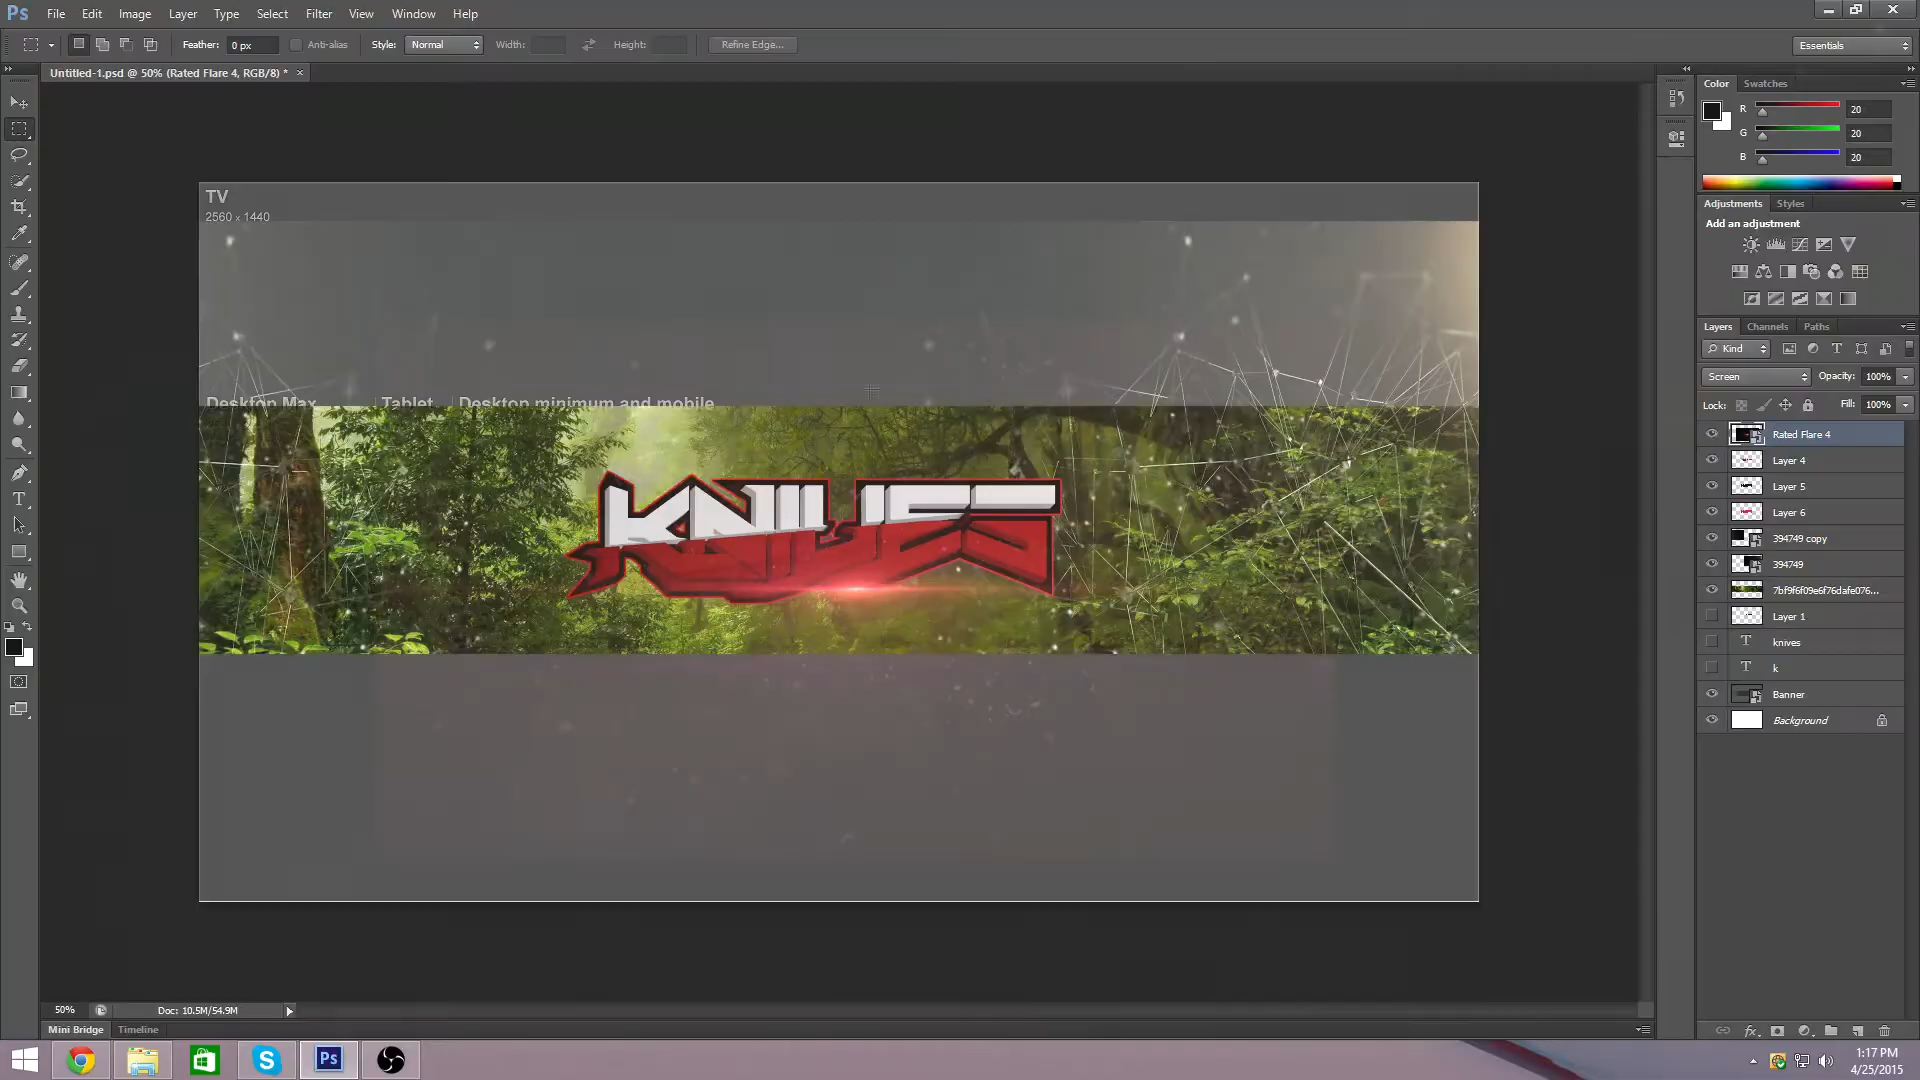 Ps File Edit Image Layer Type Select Filter 3D View Window Help
Feather: 0 px Anti-alias Style: Normal Width: Height: Refine Edge... Essentials
Untitled-1.psd @ 50% (Rated Flare 4, RGB/8) * ×
Color Swatches
R 20
G 20
B 20
Adjustments Styles
Add an adjustment
Layers Channels Paths
Kind
Screen Opacity: 100%
Lock: Fill: 100%
Rated Flare 4
Layer 4
Layer 5
Layer 6
394749 copy
394749
7bf9f6f09e6f76dafe076...
Layer 1
T knives
T k
Banner
Background
TV
2560 x 1440
Desktop Max Tablet Desktop minimum and mobile
KNIVES
50% Doc: 10.5M/54.9M
Mini Bridge Timeline
Ps
1:17 PM
4/25/2015